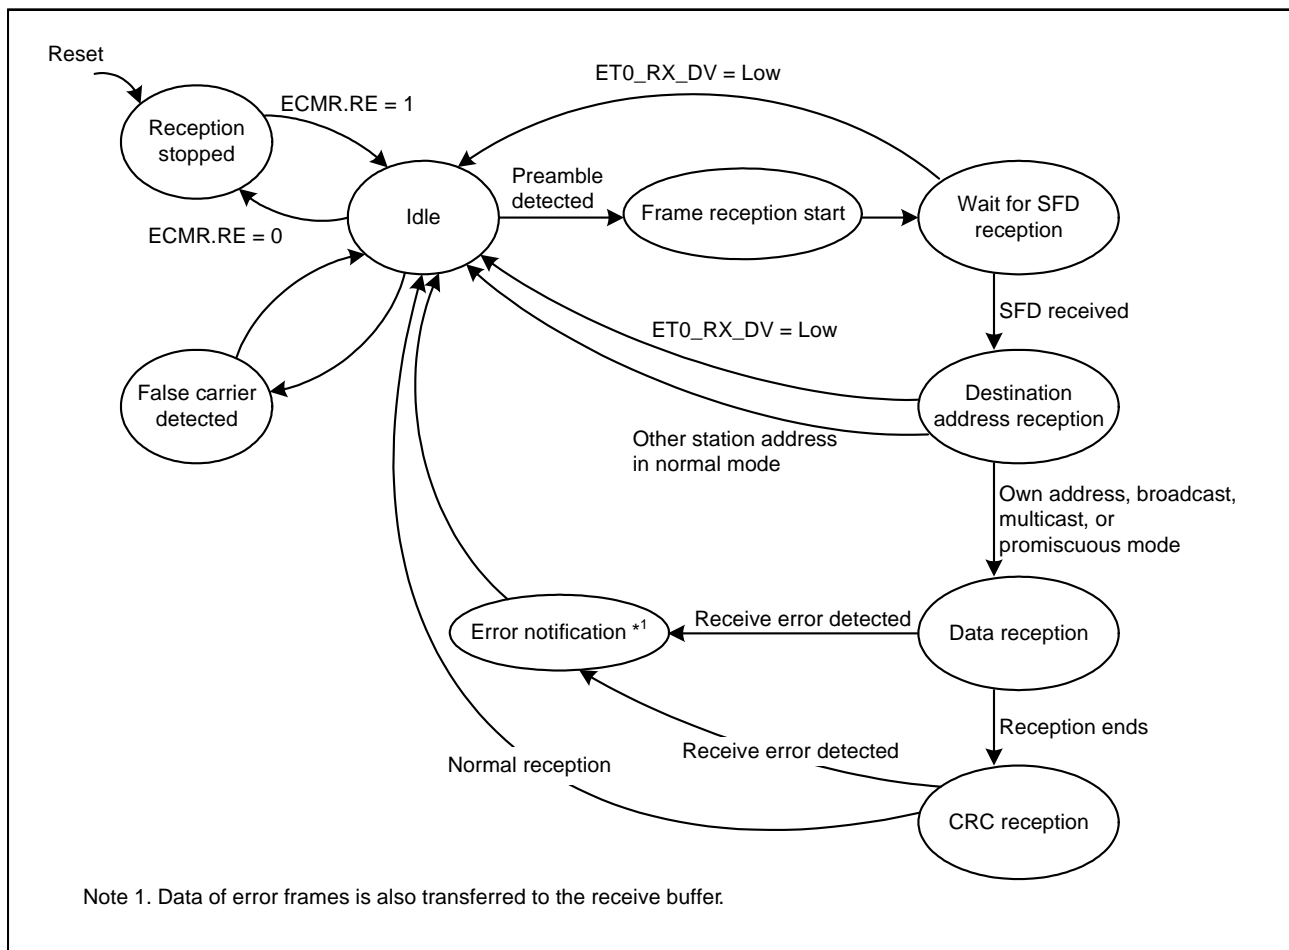 Reset
ET0_RX_DV = Low
ECMR.RE = 1
Reception
stopped
Preamble
detected
Idle
Frame reception start
Wait for SFD
reception
ECMR.RE = 0
SFD received
ET0_RX_DV = Low
False carrier
detected
Destination
address reception
Other station address
in normal mode
Own address, broadcast,
multicast, or
promiscuous mode
Receive error detected
Error notification *1
Data reception
Reception ends
Receive error detected
Normal reception
CRC reception
Note 1. Data of error frames is also transferred to the receive buffer.